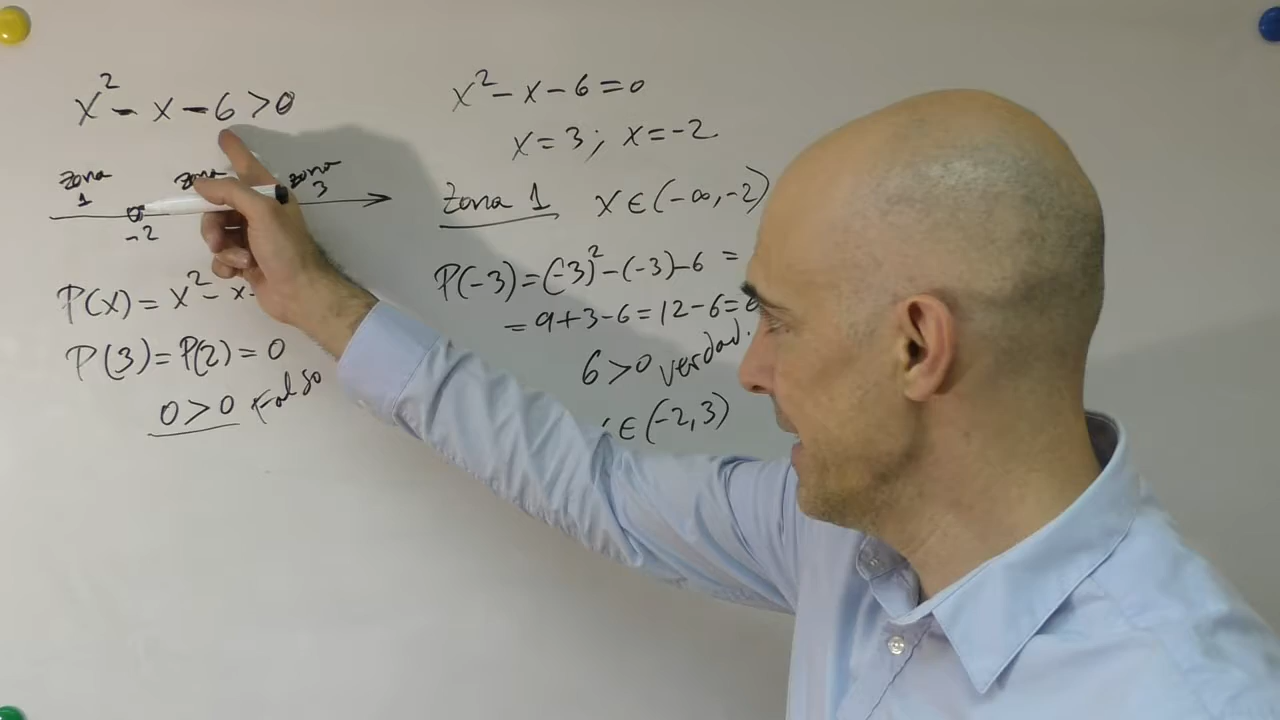 x² - x - 6 > 0
zona 1
zona
zona 3
-2
P(x) = x² - x -
P(3) = P(2) = 0
0 > 0 Falso
x² - x - 6 = 0
x = 3 ; x = -2
Zona 1 x ∈ (-∞, -2)
P(-3) = (-3)² - (-3) - 6 =
= 9 + 3 - 6 = 12 - 6 = 6
6 > 0 verdad.
∈ (-2, 3)